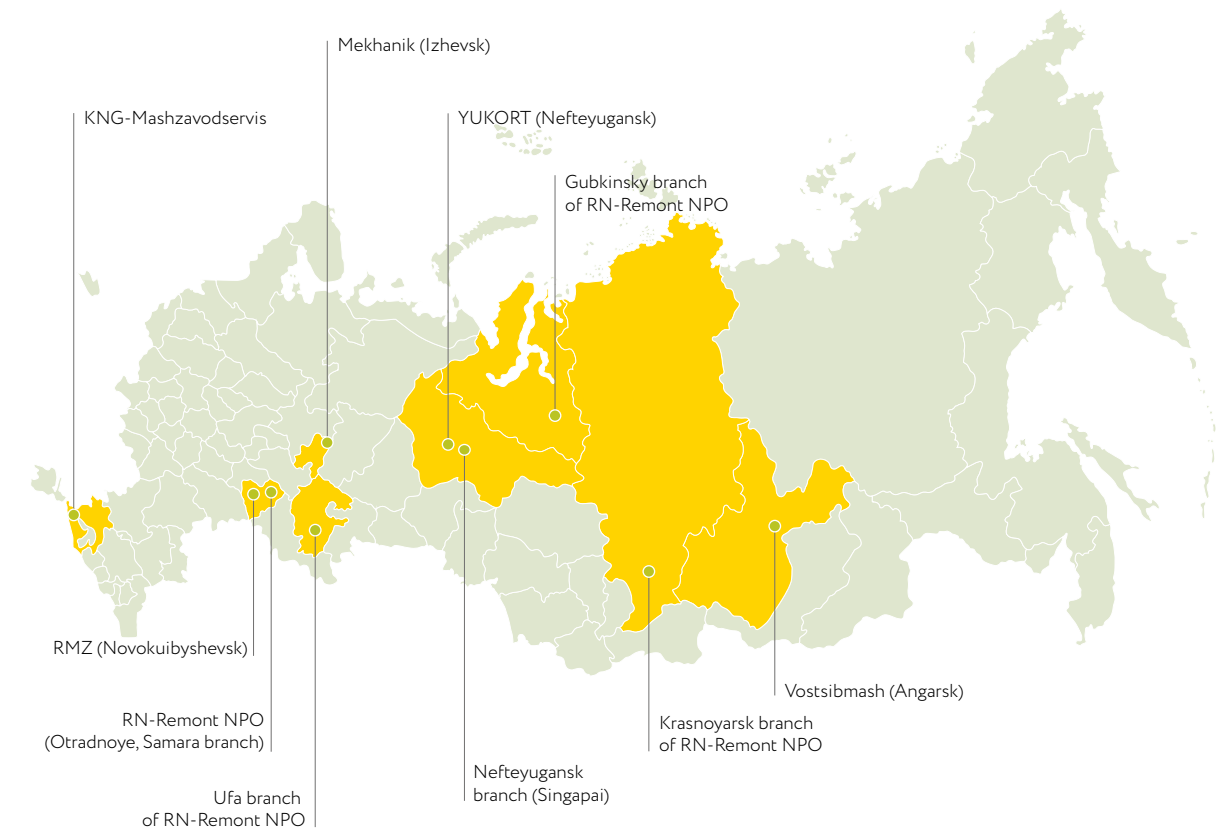 Mekhanik (Izhevsk)
KNG-Mashzavodservis
YUKORT (Nefteyugansk)
Gubkinsky branch
of RN-Remont NPO
RMZ (Novokuibyshevsk)
Vostsibmash (Angarsk)
RN-Remont NPO
(Otradnoye, Samara branch)
Krasnoyarsk branch
of RN-Remont NPO
Nefteyugansk
branch (Singapai)
Ufa branch
of RN-Remont NPO